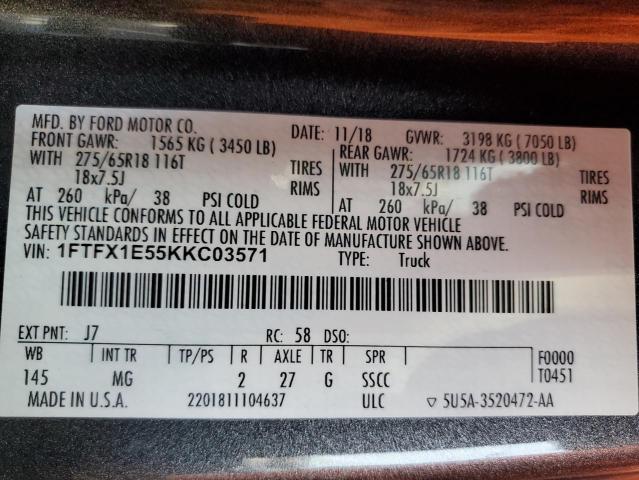 MFD. BY FORD MOTOR CO.
DATE: 11/18 GVWR: 3198 KG ( 7050 LB)
FRONT GAWR: 1565 KG ( 3450 LB) REAR GAWR: 1724 KG ( 3800 LB)
WITH 275/65R18 116T TIRES WITH 275/65R18 116T TIRES
18x7.5J RIMS 18x7.5J RIMS
AT 260 kPa/ 38 PSI COLD AT 260 kPa/ 38 PSI COLD
THIS VEHICLE CONFORMS TO ALL APPLICABLE FEDERAL MOTOR VEHICLE
SAFETY STANDARDS IN EFFECT ON THE DATE OF MANUFACTURE SHOWN ABOVE.
VIN: 1FTFX1E55KKC03571 TYPE: Truck
EXT PNT: J7 RC: 58 DSO:
WB INT TR TP/PS R AXLE TR SPR F0000
145 MG 2 27 G SSCC T0451
MADE IN U.S.A. 2201811104637 ULC ▽ 5U5A-3520472-AA